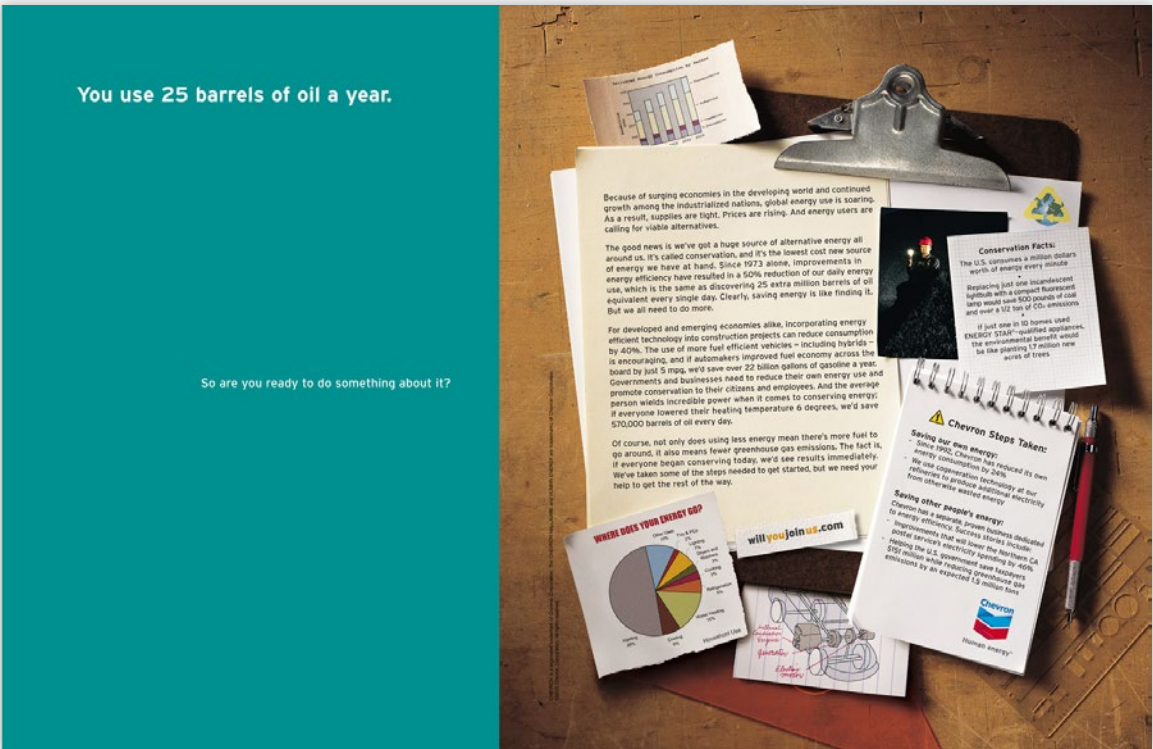 You use 25 barrels of oil a year.
So are you ready to do something about it?
Because of surging economies in the developing world and continued
growth among the industrialized nations, global energy use is soaring.
As a result, supplies are tight. Prices are rising. And energy users are
calling for viable alternatives.
The good news is we've got a huge source of alternative energy all
around us. It's called conservation, and it's the lowest cost new source
of energy we have at hand. Since 1973 alone, improvements in
energy efficiency have resulted in a 50% reduction of our daily energy
use, which is the same as discovering 25 extra million barrels of oil
equivalent every single day. Clearly, saving energy is like finding it.
But we all need to do more.
For developed and emerging economies alike, incorporating energy
efficient technology into construction projects can reduce consumption
by 40%. The use of more fuel efficient vehicles – including hybrids –
is encouraging, and if automakers improved fuel economy across the
board by just 5 mpg, we'd save over 22 billion gallons of gasoline a year.
Governments and businesses need to reduce their own energy use and
promote conservation to their citizens and employees. And the average
person wields incredible power when it comes to conserving energy;
if everyone lowered their heating temperature 6 degrees, we'd save
570,000 barrels of oil every day.
Of course, not only does using less energy mean there's more fuel to
go around, it also means fewer greenhouse gas emissions. The fact is,
if everyone began conserving today, we'd see results immediately.
We've taken some of the steps needed to get started, but we need your
help to get the rest of the way.
willyoujoinus.com
Conservation Facts:
The U.S. consumes a million dollars
worth of energy every minute
Replacing just one incandescent
lightbulb with a compact fluorescent
lamp would save 500 pounds of coal
and over a 1/2 ton of CO₂ emissions
If just one in 10 homes used
ENERGY STAR®-qualified appliances,
the environmental benefit would
be like planting 1.7 million new
acres of trees
Chevron Steps Taken:
Saving our own energy:
- Since 1992, Chevron has reduced its own
energy consumption by 24%
- We use cogeneration technology at our
refineries to produce additional electricity
from otherwise wasted energy
Saving other people's energy:
Chevron has a separate, proven business dedicated
to energy efficiency. Success stories include:
- Improvements that will lower the Northern CA
postal service's electricity spending by 46%
- Helping the U.S. government save taxpayers
$151 million while reducing greenhouse gas
emissions by an expected 1.5 million tons
Chevron
Human energy™
WHERE DOES YOUR ENERGY GO?
Lighting
Cooking
Refrigeration
Water Heating
Cooling
Heating
Household Use
Internal
Combustion
Engine
generator
Electric
motors